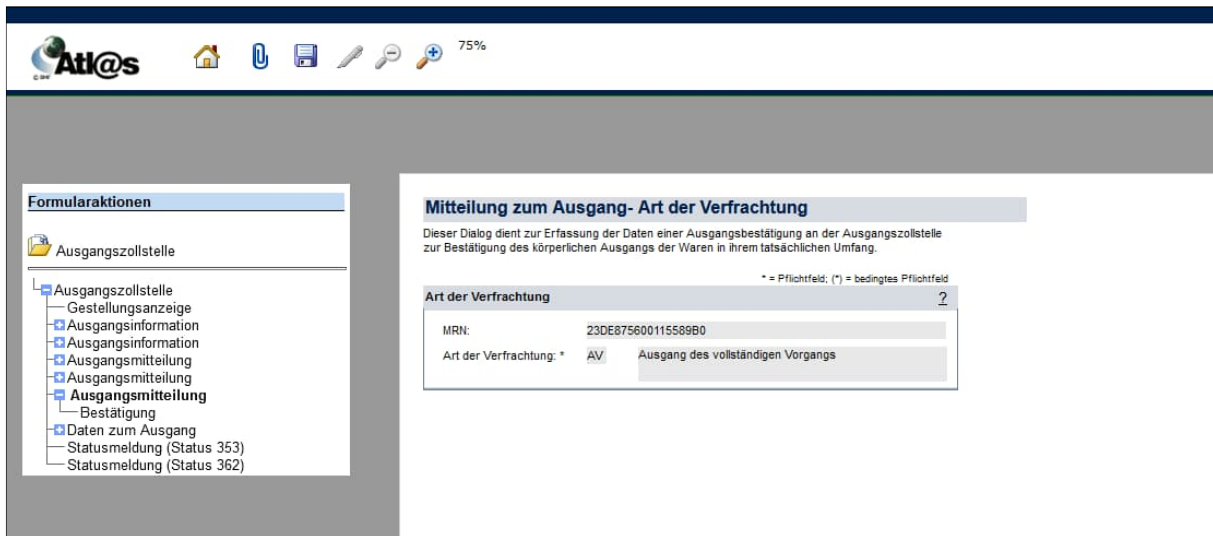 Atl@s
75%
Formularaktionen
Ausgangszollstelle
Ausgangszollstelle
Gestellungsanzeige
Ausgangsinformation
Ausgangsinformation
Ausgangsmitteilung
Ausgangsmitteilung
Ausgangsmitteilung
Bestätigung
Daten zum Ausgang
Statusmeldung (Status 353)
Statusmeldung (Status 362)
Mitteilung zum Ausgang- Art der Verfrachtung
Dieser Dialog dient zur Erfassung der Daten einer Ausgangsbestätigung an der Ausgangszollstelle
zur Bestätigung des körperlichen Ausgangs der Waren in ihrem tatsächlichen Umfang.
* = Pflichtfeld; (*) = bedingtes Pflichtfeld
Art der Verfrachtung ?
MRN: 23DE875600115589B0
Art der Verfrachtung: * AV Ausgang des vollständigen Vorgangs